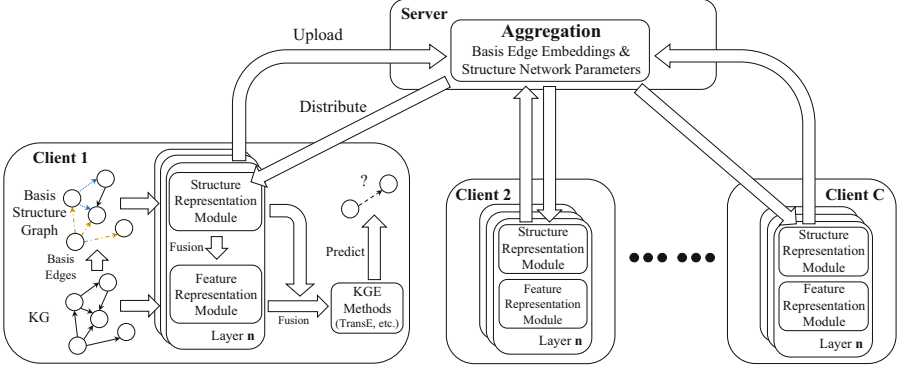 Server
Aggregation
Basis Edge Embeddings &
Structure Network Parameters
Upload
Distribute
Client 1
Basis
Structure
Graph
Basis
Edges
KG
Structure
Representation
Module
Fusion
Feature
Representation
Module
Layer n
Fusion
?
Predict
KGE
Methods
(TransE, etc.)
Client 2
Structure
Representation
Module
Feature
Representation
Module
Layer n
Client C
Structure
Representation
Module
Feature
Representation
Module
Layer n